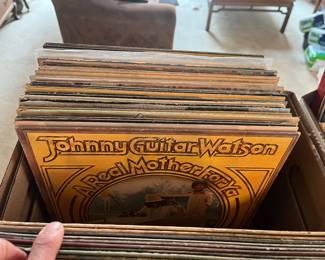 Johnny Guitar Watson
A Real Mother For Ya